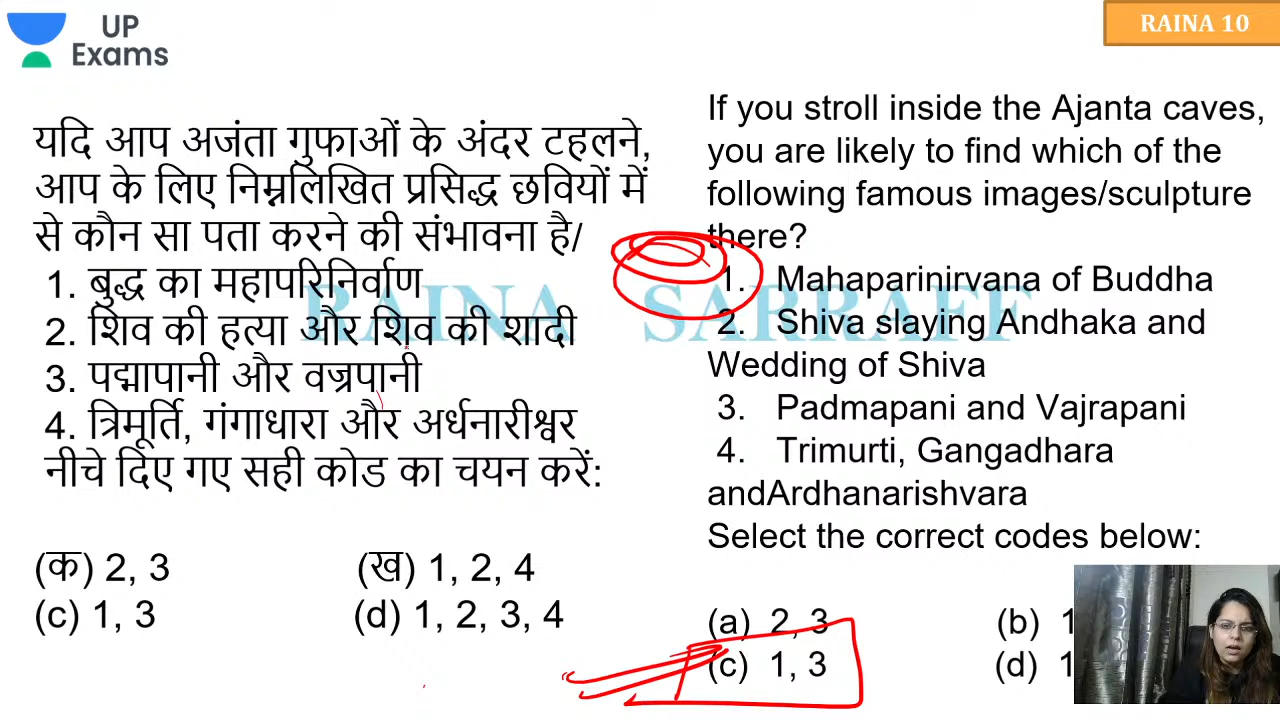 UP
Exams
RAINA 10
यदि आप अजंता गुफाओं के अंदर टहलने,
आप के लिए निम्नलिखित प्रसिद्ध छवियों में
से कौन सा पता करने की संभावना है/
1. बुद्ध का महापरिनिर्वाण
2. शिव की हत्या और शिव की शादी
3. पद्मापानी और वज्रपानी
4. त्रिमूर्ति, गंगाधारा और अर्धनारीश्वर
नीचे दिए गए सही कोड का चयन करें:
(क) 2, 3 (ख) 1, 2, 4
(c) 1, 3 (d) 1, 2, 3, 4
If you stroll inside the Ajanta caves,
you are likely to find which of the
following famous images/sculpture
there?
1. Mahaparinirvana of Buddha
2. Shiva slaying Andhaka and
Wedding of Shiva
3. Padmapani and Vajrapani
4. Trimurti, Gangadhara
andArdhanarishvara
Select the correct codes below:
(a) 2, 3 (b) 1
(c) 1, 3 (d) 1
RAINA SARRAFF